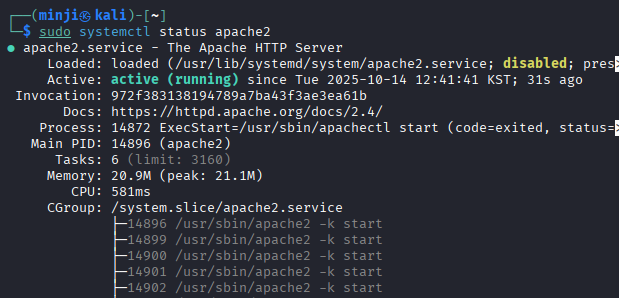 ┌──(minji㉿kali)-[~]
└─$ sudo systemctl status apache2
● apache2.service - The Apache HTTP Server
Loaded: loaded (/usr/lib/systemd/system/apache2.service; disabled; pres>
Active: active (running) since Tue 2025-10-14 12:41:41 KST; 31s ago
Invocation: 972f383138194789a7ba43f3ae3ea61b
Docs: https://httpd.apache.org/docs/2.4/
Process: 14872 ExecStart=/usr/sbin/apachectl start (code=exited, status=>
Main PID: 14896 (apache2)
Tasks: 6 (limit: 3160)
Memory: 20.9M (peak: 21.1M)
CPU: 581ms
CGroup: /system.slice/apache2.service
├─14896 /usr/sbin/apache2 -k start
├─14899 /usr/sbin/apache2 -k start
├─14900 /usr/sbin/apache2 -k start
├─14901 /usr/sbin/apache2 -k start
├─14902 /usr/sbin/apache2 -k start